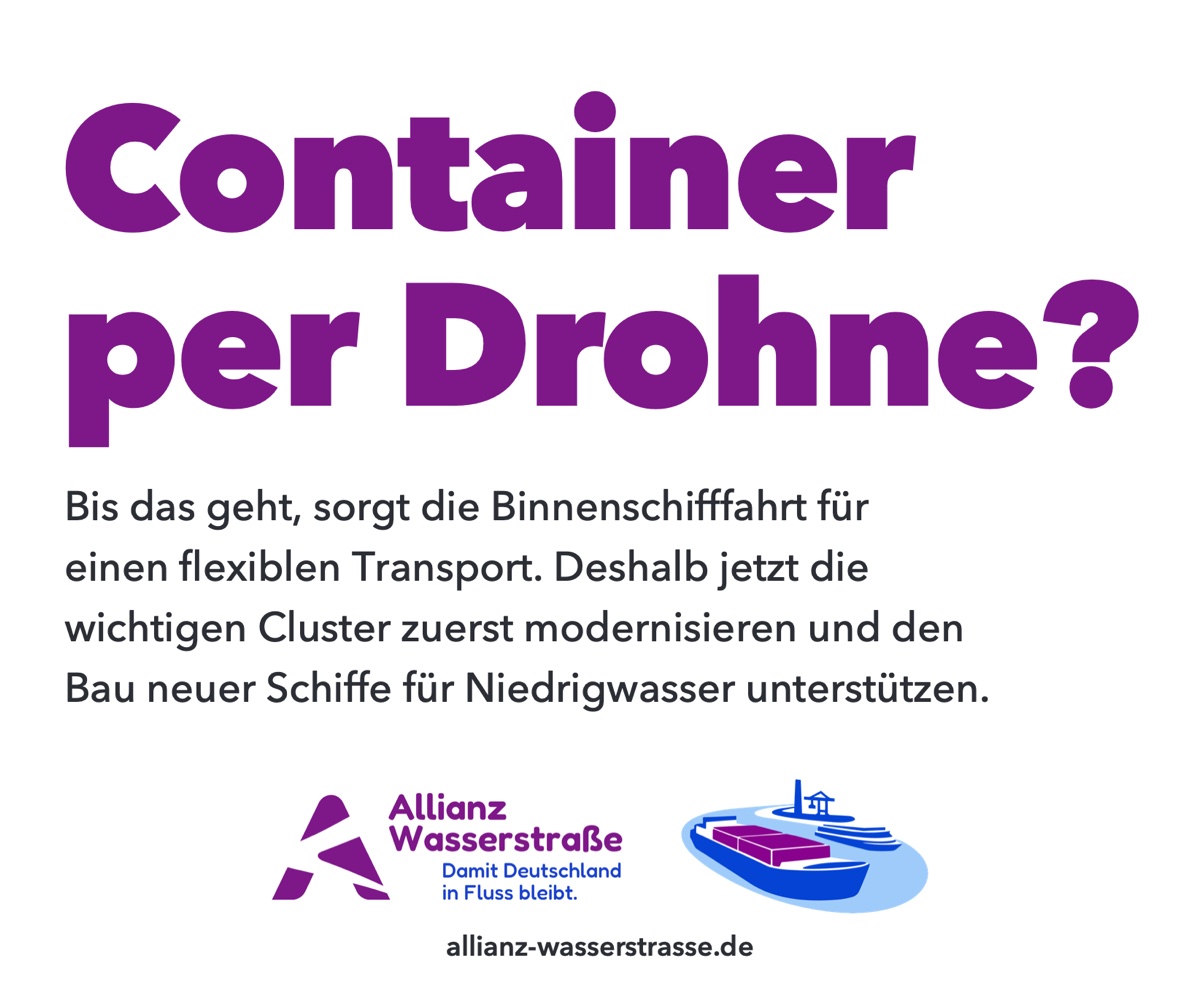 Container
per Drohne?
Bis das geht, sorgt die Binnenschifffahrt für
einen flexiblen Transport. Deshalb jetzt die
wichtigen Cluster zuerst modernisieren und den
Bau neuer Schiffe für Niedrigwasser unterstützen.
Allianz
Wasserstraße
Damit Deutschland
in Fluss bleibt.
allianz-wasserstrasse.de